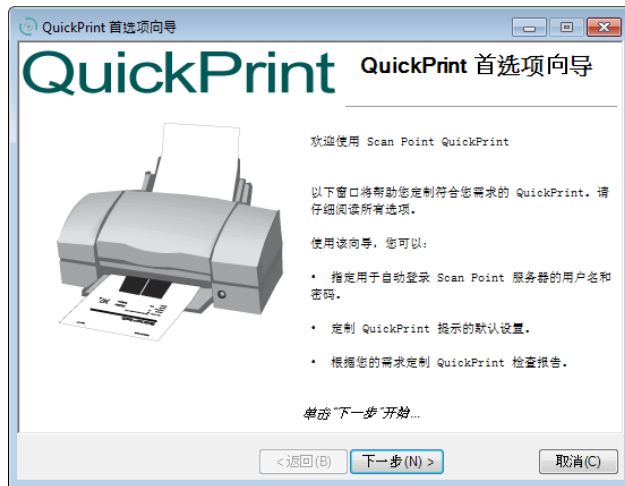 QuickPrint 首选项向导
QuickPrint
QuickPrint 首选项向导
欢迎使用 Scan Point QuickPrint
以下窗口将帮助您定制符合您需求的 QuickPrint。请
仔细阅读所有选项。
使用该向导，您可以：
• 指定用于自动登录 Scan Point 服务器的用户名和
密码。
• 定制 QuickPrint 提示的默认设置。
• 根据您的需求定制 QuickPrint 检查报告。
单击“下一步”开始...
<返回(B)
下一步(N) >
取消(C)